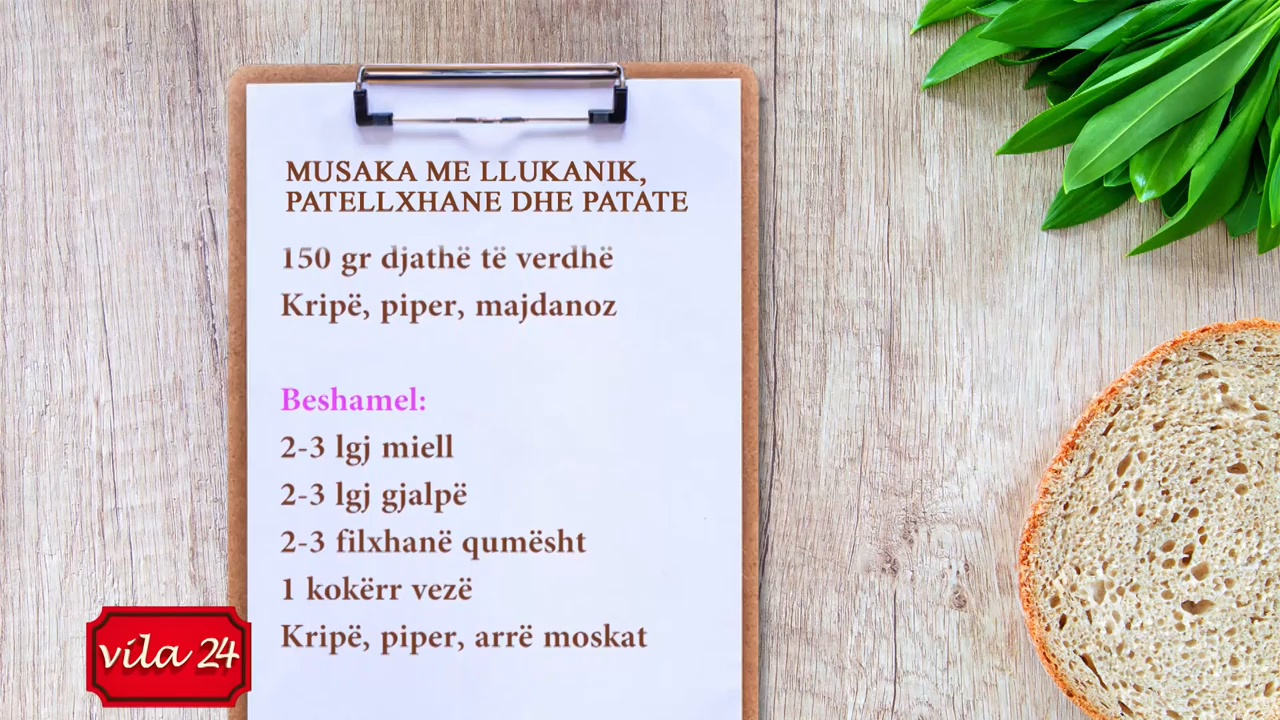 MUSAKA ME LLUKANIK,
PATELLXHANE DHE PATATE
150 gr djathë të verdhë
Kripë, piper, majdanoz
Beshamel:
2-3 lgj miell
2-3 lgj gjalpë
2-3 filxhanë qumësht
1 kokërr vezë
Kripë, piper, arrë moskat
vila 24